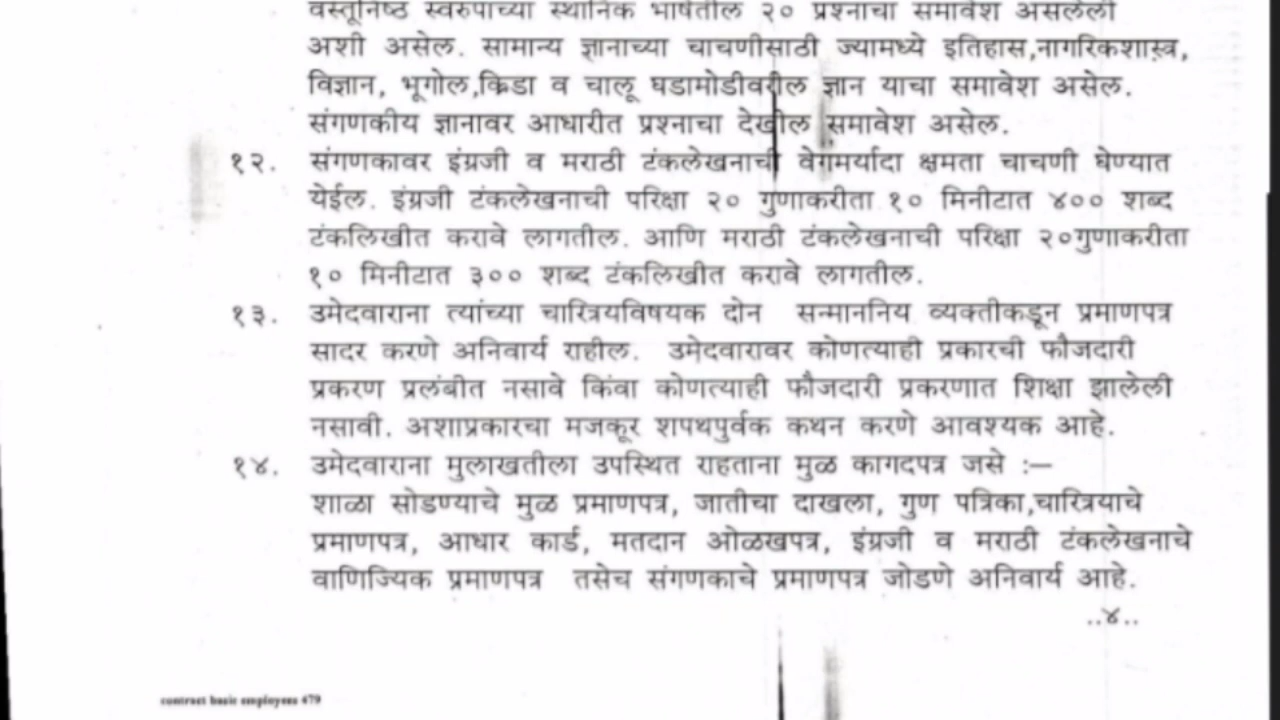 वस्तूनिष्ठ स्वरुपाच्या स्थानिक भाषेतील २० प्रश्नाचा समावेश असलेली
अशी असेल. सामान्य ज्ञानाच्या चाचणीसाठी ज्यामध्ये इतिहास,नागरिकशास्त्र,
विज्ञान, भूगोल,क्रिडा व चालू घडामोडीवरील ज्ञान याचा समावेश असेल.
संगणकीय ज्ञानावर आधारीत प्रश्नाचा देखील समावेश असेल.
१२. संगणकावर इंग्रजी व मराठी टंकलेखनाची वेगमर्यादा क्षमता चाचणी घेण्यात
येईल. इंग्रजी टंकलेखनाची परिक्षा २० गुणाकरीता १० मिनीटात ४०० शब्द
टंकलिखीत करावे लागतील. आणि मराठी टंकलेखनाची परिक्षा २०गुणाकरीता
१० मिनीटात ३०० शब्द टंकलिखीत करावे लागतील.
१३. उमेदवाराना त्यांच्या चारित्रयविषयक दोन सन्माननिय व्यक्तीकडून प्रमाणपत्र
सादर करणे अनिवार्य राहील. उमेदवारावर कोणत्याही प्रकारची फौजदारी
प्रकरण प्रलंबीत नसावे किंवा कोणत्याही फौजदारी प्रकरणात शिक्षा झालेली
नसावी. अशाप्रकारचा मजकूर शपथपुर्वक कथन करणे आवश्यक आहे.
१४. उमेदवाराना मुलाखतीला उपस्थित राहताना मुळ कागदपत्र जसे :—
शाळा सोडण्याचे मुळ प्रमाणपत्र, जातीचा दाखला, गुण पत्रिका,चारित्रयाचे
प्रमाणपत्र, आधार कार्ड, मतदान ओळखपत्र, इंग्रजी व मराठी टंकलेखनाचे
वाणिज्यिक प्रमाणपत्र तसेच संगणकाचे प्रमाणपत्र जोडणे अनिवार्य आहे.
..४..
contract basic employees 479